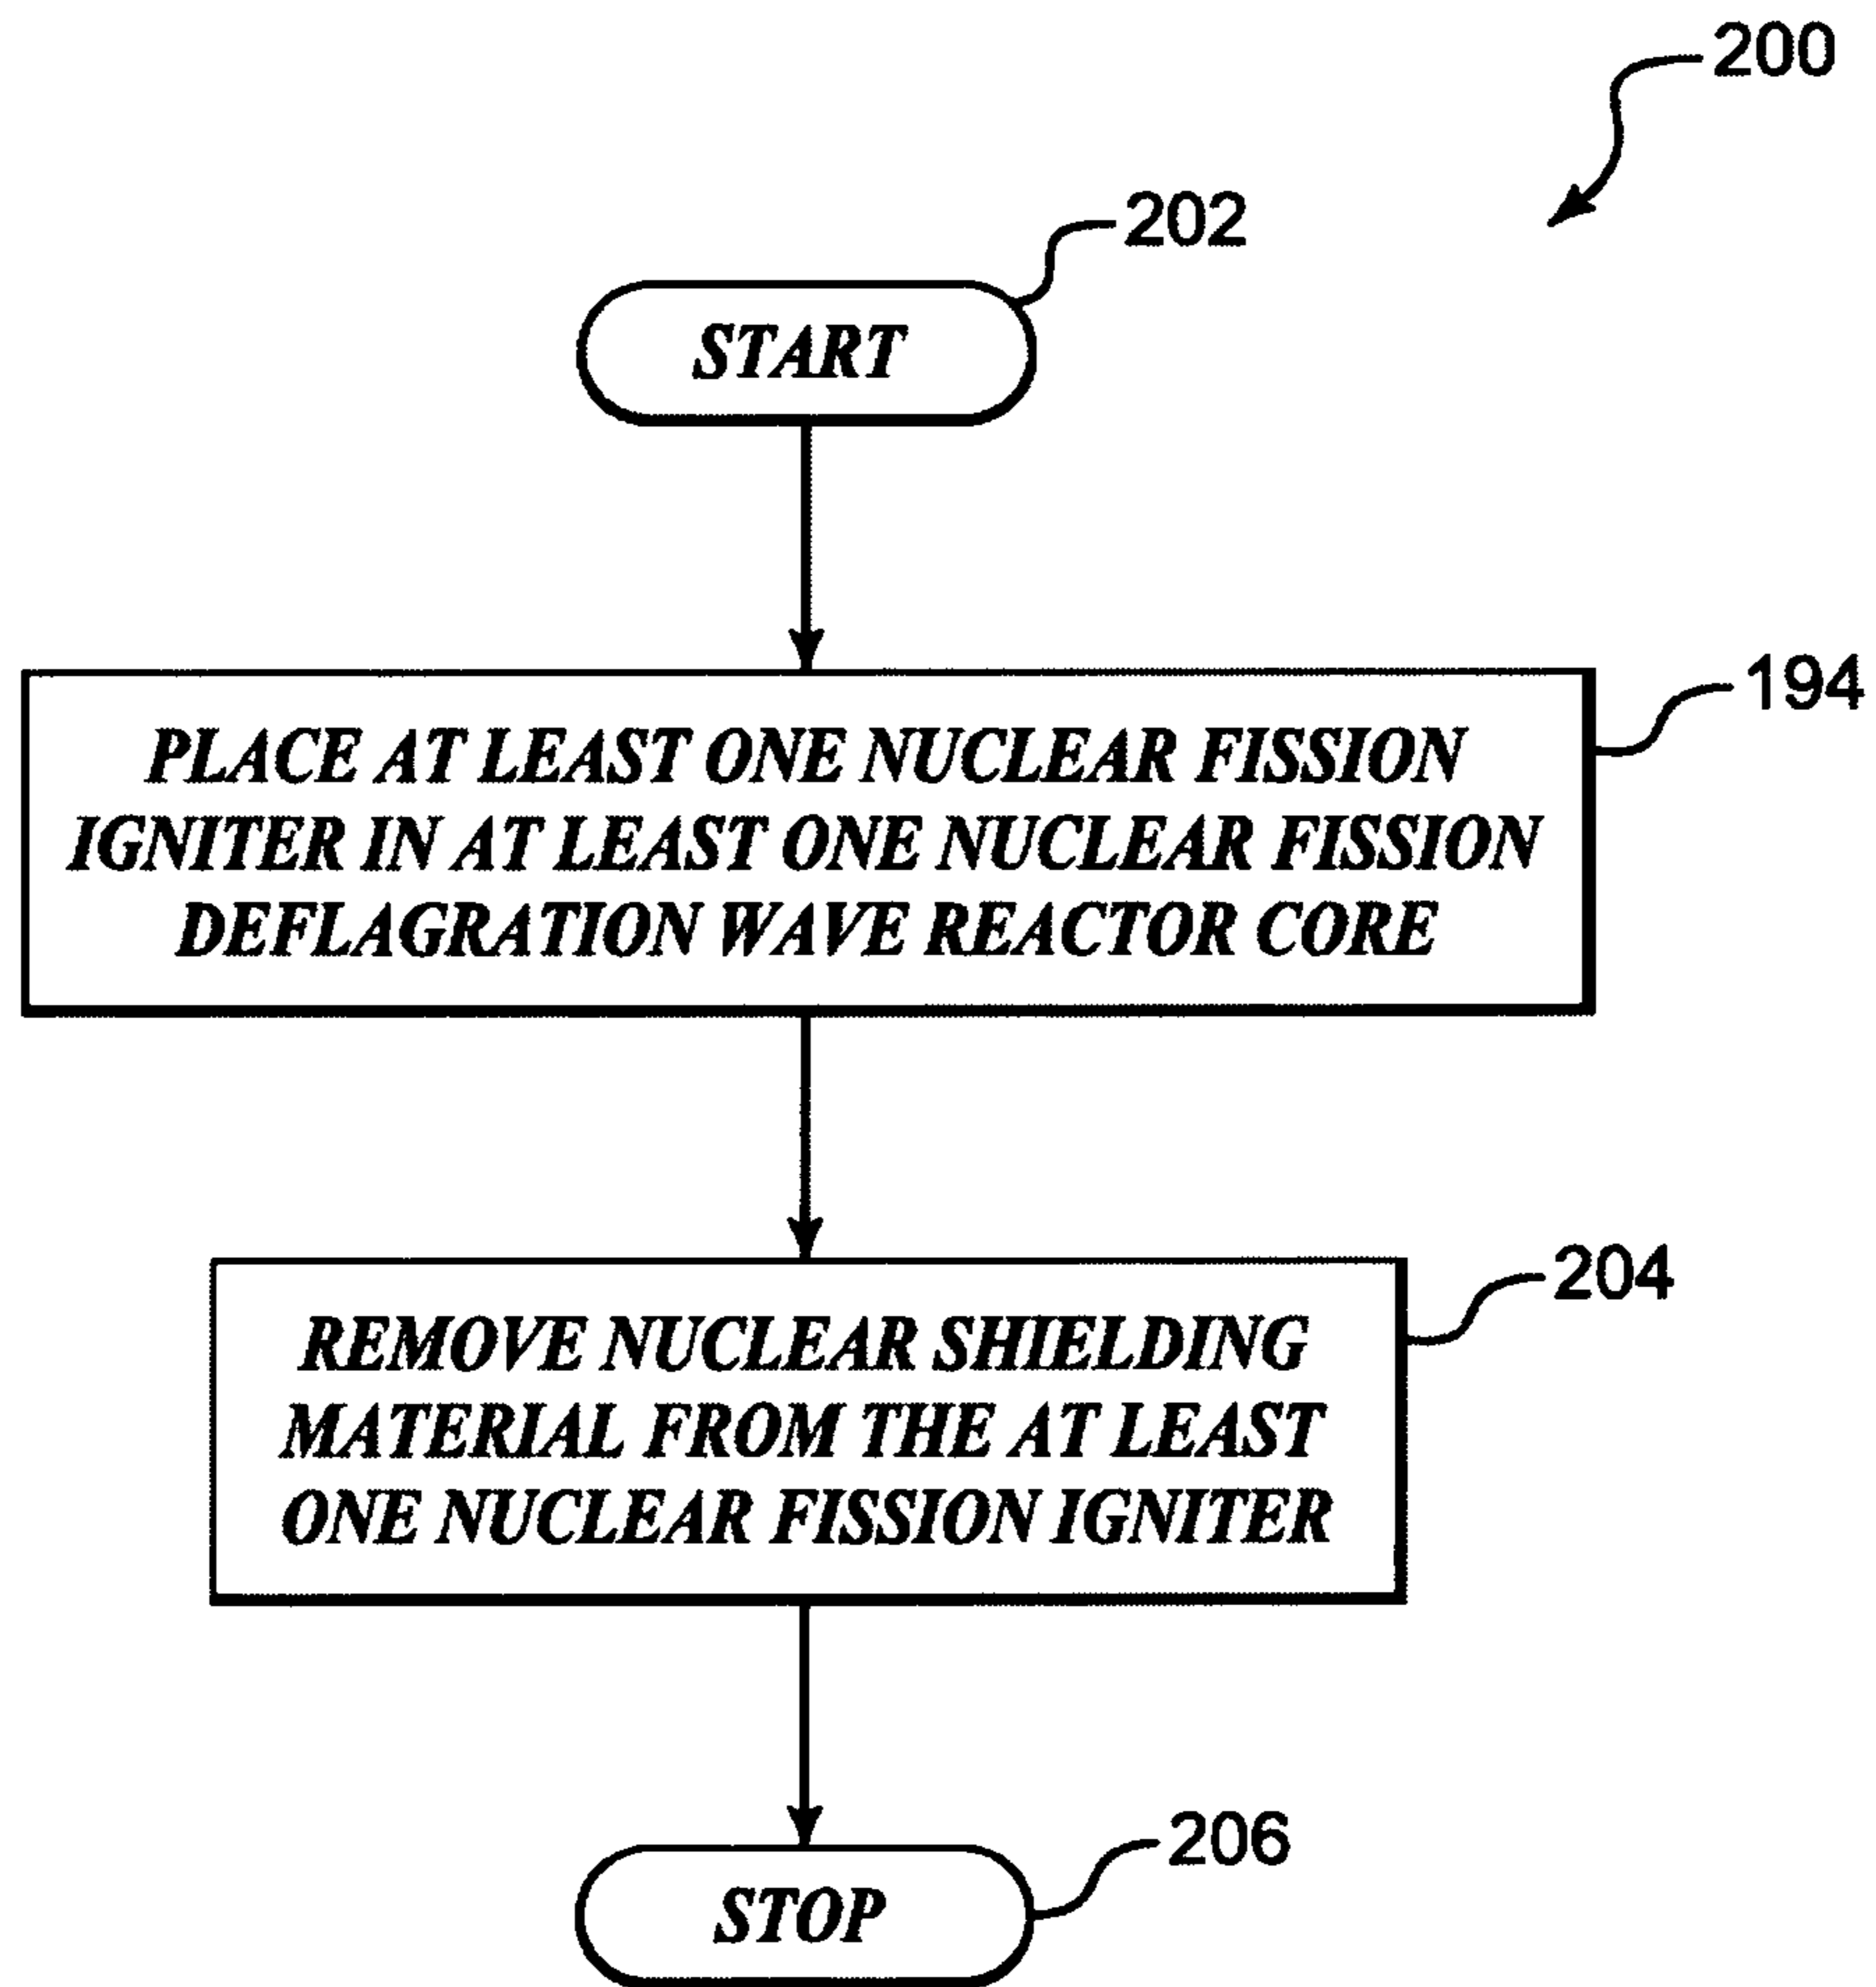 200
202
START
194
PLACE AT LEAST ONE NUCLEAR FISSION
IGNITER IN AT LEAST ONE NUCLEAR FISSION
DEFLAGRATION WAVE REACTOR CORE
204
REMOVE NUCLEAR SHIELDING
MATERIAL FROM THE AT LEAST
ONE NUCLEAR FISSION IGNITER
206
STOP